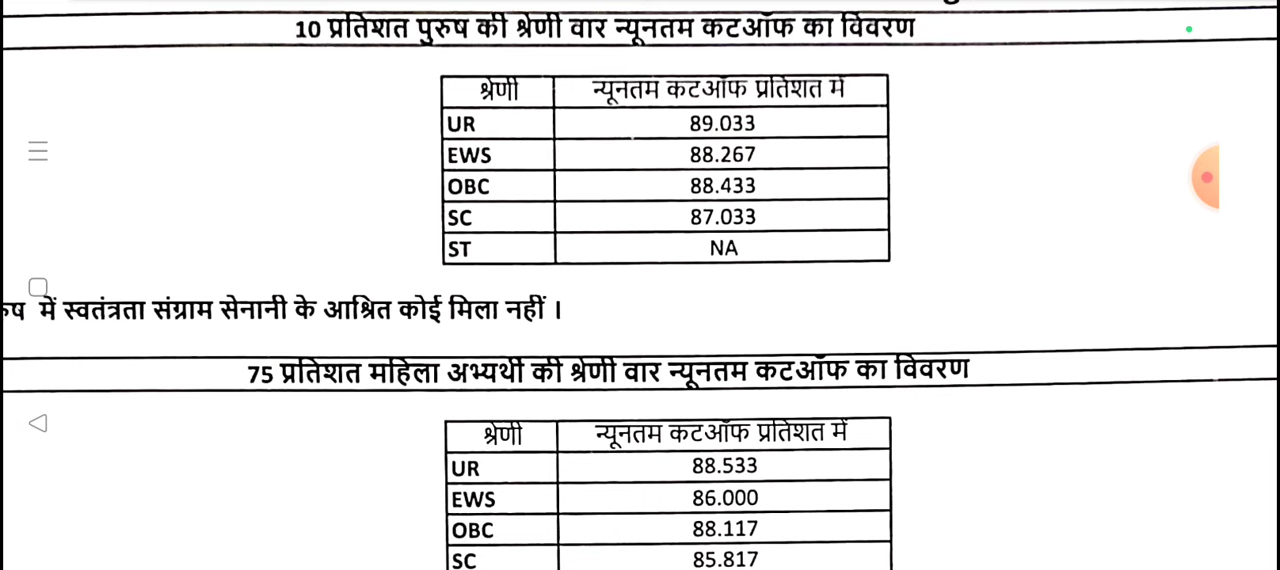 10 प्रतिशत पुरुष की श्रेणी वार न्यूनतम कटऑफ का विवरण
श्रेणी न्यूनतम कटऑफ प्रतिशत में
UR 89.033
EWS 88.267
OBC 88.433
SC 87.033
ST NA
में स्वतंत्रता संग्राम सेनानी के आश्रित कोई मिला नहीं ।
75 प्रतिशत महिला अभ्यर्थी की श्रेणी वार न्यूनतम कटऑफ का विवरण
श्रेणी न्यूनतम कटऑफ प्रतिशत में
UR 88.533
EWS 86.000
OBC 88.117
SC 85.817